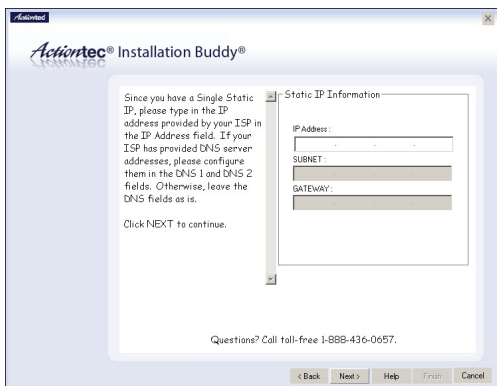 Actiontec
Actiontec® Installation Buddy®
Since you have a Single Static
IP, please type in the IP
address provided by your ISP in
the IP Address field. If your
ISP has provided DNS server
addresses, please configure
them in the DNS 1 and DNS 2
fields. Otherwise, leave the
DNS fields as is.
Click NEXT to continue.
Static IP Information
IP Address :
SUBNET :
GATEWAY :
Questions? Call toll-free 1-888-436-0657.
< Back Next > Help Finish Cancel